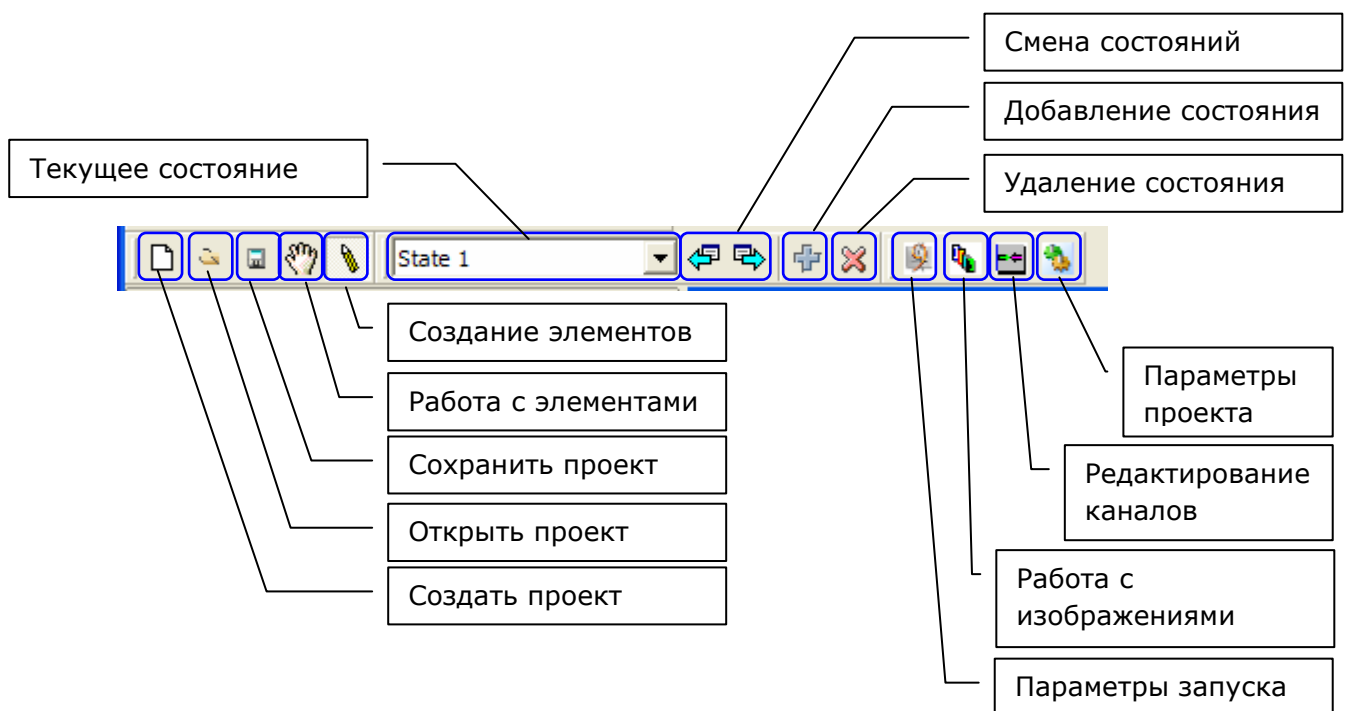 Смена состояний
Добавление состояния
Текущее состояние
Удаление состояния
State 1
Создание элементов
Параметры
проекта
Работа с элементами
Сохранить проект
Редактирование
каналов
Открыть проект
Работа с
изображениями
Создать проект
Параметры запуска